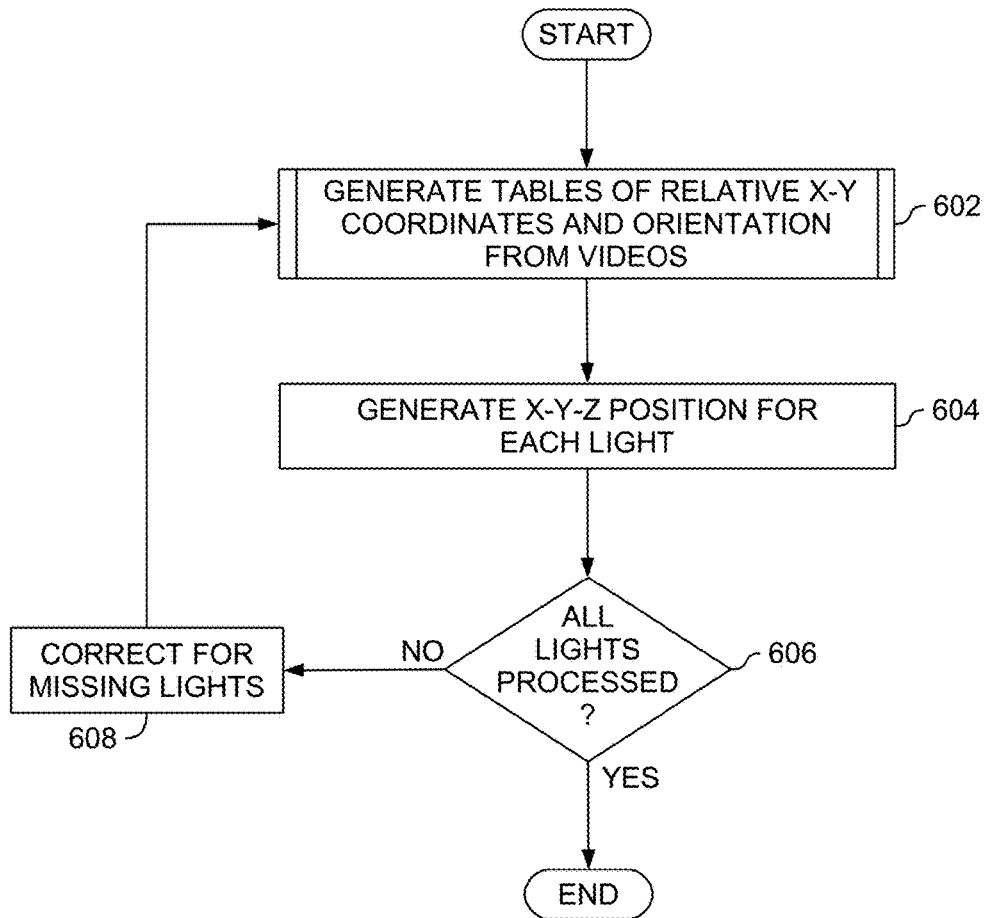 START
GENERATE TABLES OF RELATIVE X-Y
COORDINATES AND ORIENTATION
FROM VIDEOS
602
GENERATE X-Y-Z POSITION FOR
EACH LIGHT
604
ALL
LIGHTS
PROCESSED
?
606
NO
CORRECT FOR
MISSING LIGHTS
608
YES
END